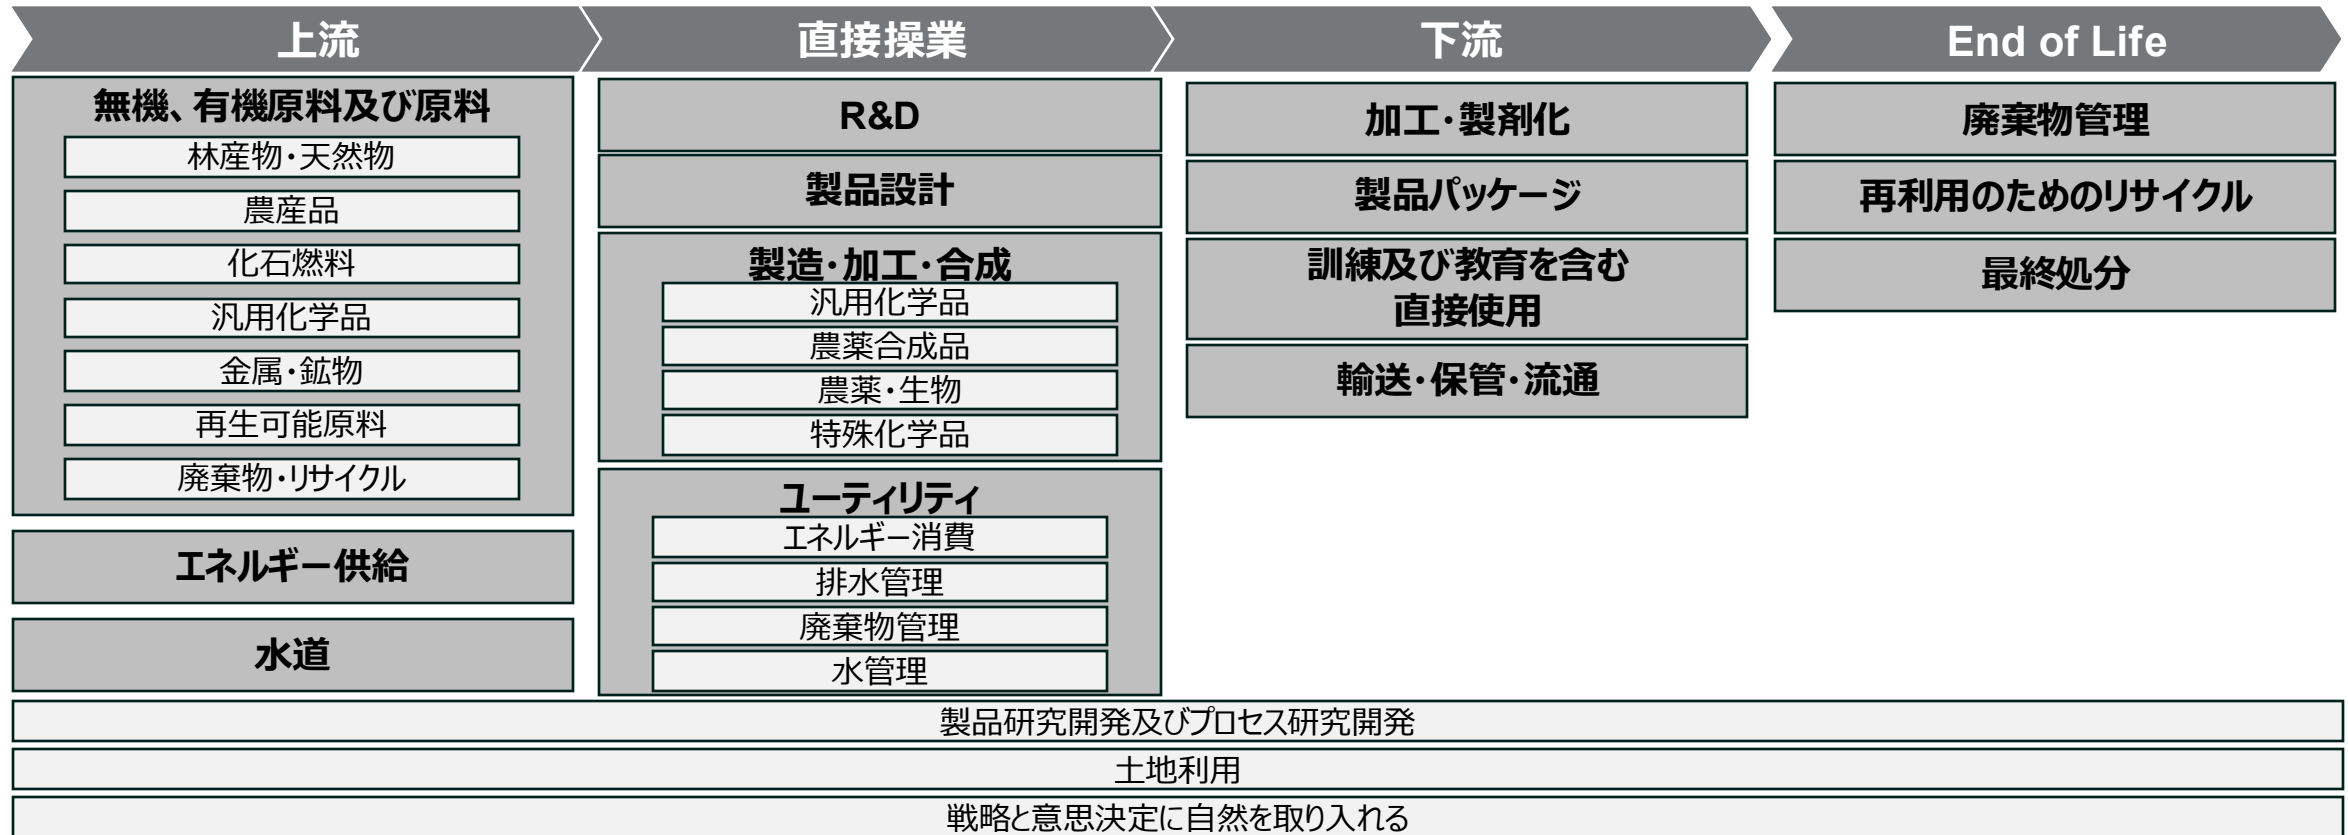 上流
直接操業
下流
End of Life
無機、有機原料及び原料
林産物・天然物
農産品
化石燃料
汎用化学品
金属・鉱物
再生可能原料
廃棄物・リサイクル
エネルギー供給
水道
R&D
製品設計
製造・加工・合成
汎用化学品
農薬合成品
農薬・生物
特殊化学品
ユーティリティ
エネルギー消費
排水管理
廃棄物管理
水管理
加工・製剤化
製品パッケージ
訓練及び教育を含む
直接使用
輸送・保管・流通
廃棄物管理
再利用のためのリサイクル
最終処分
製品研究開発及びプロセス研究開発
土地利用
戦略と意思決定に自然を取り入れる